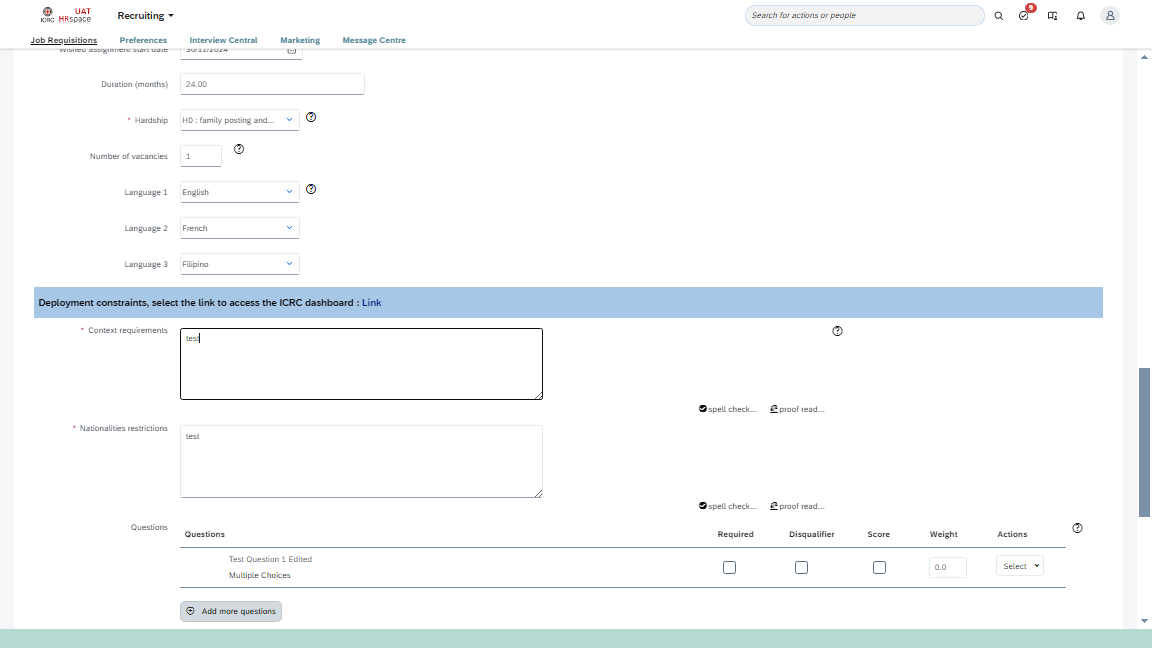 ICRC UAT HRspace
Recruiting
Search for actions or people
9
Job Requisitions Preferences Interview Central Marketing Message Centre
Wished assignment start date 30/11/2024
Duration (months) 24.00
* Hardship H0 : family posting and...
Number of vacancies 1
Language 1 English
Language 2 French
Language 3 Filipino
Deployment constraints, select the link to access the ICRC dashboard : Link
* Context requirements test
spell check... proof read...
* Nationalities restrictions test
spell check... proof read...
Questions
Questions Required Disqualifier Score Weight Actions
Test Question 1 Edited
Multiple Choices 0.0 Select
Add more questions